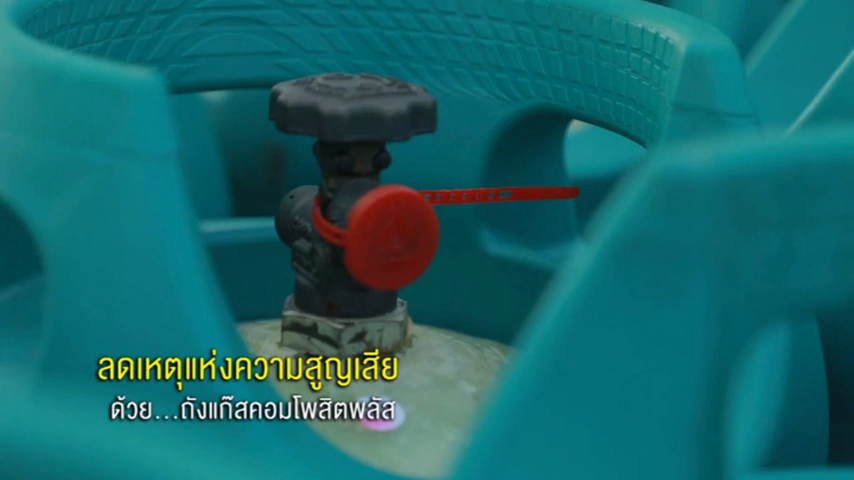 ลดเหตุแห่งความสูญเสีย
ด้วย...ถังแก๊สคอมโพสิตพลัส